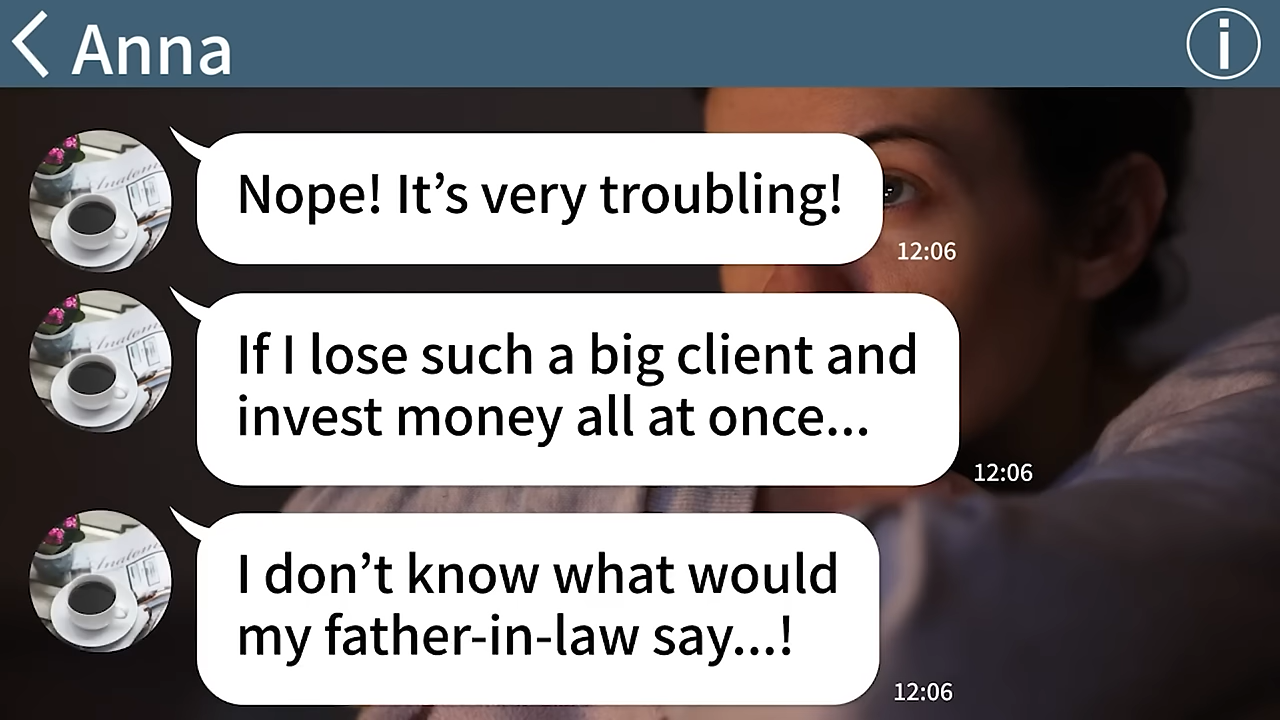 Anna
Nope! It’s very troubling!
12:06
If I lose such a big client and
invest money all at once...
12:06
I don’t know what would
my father-in-law say...!
12:06